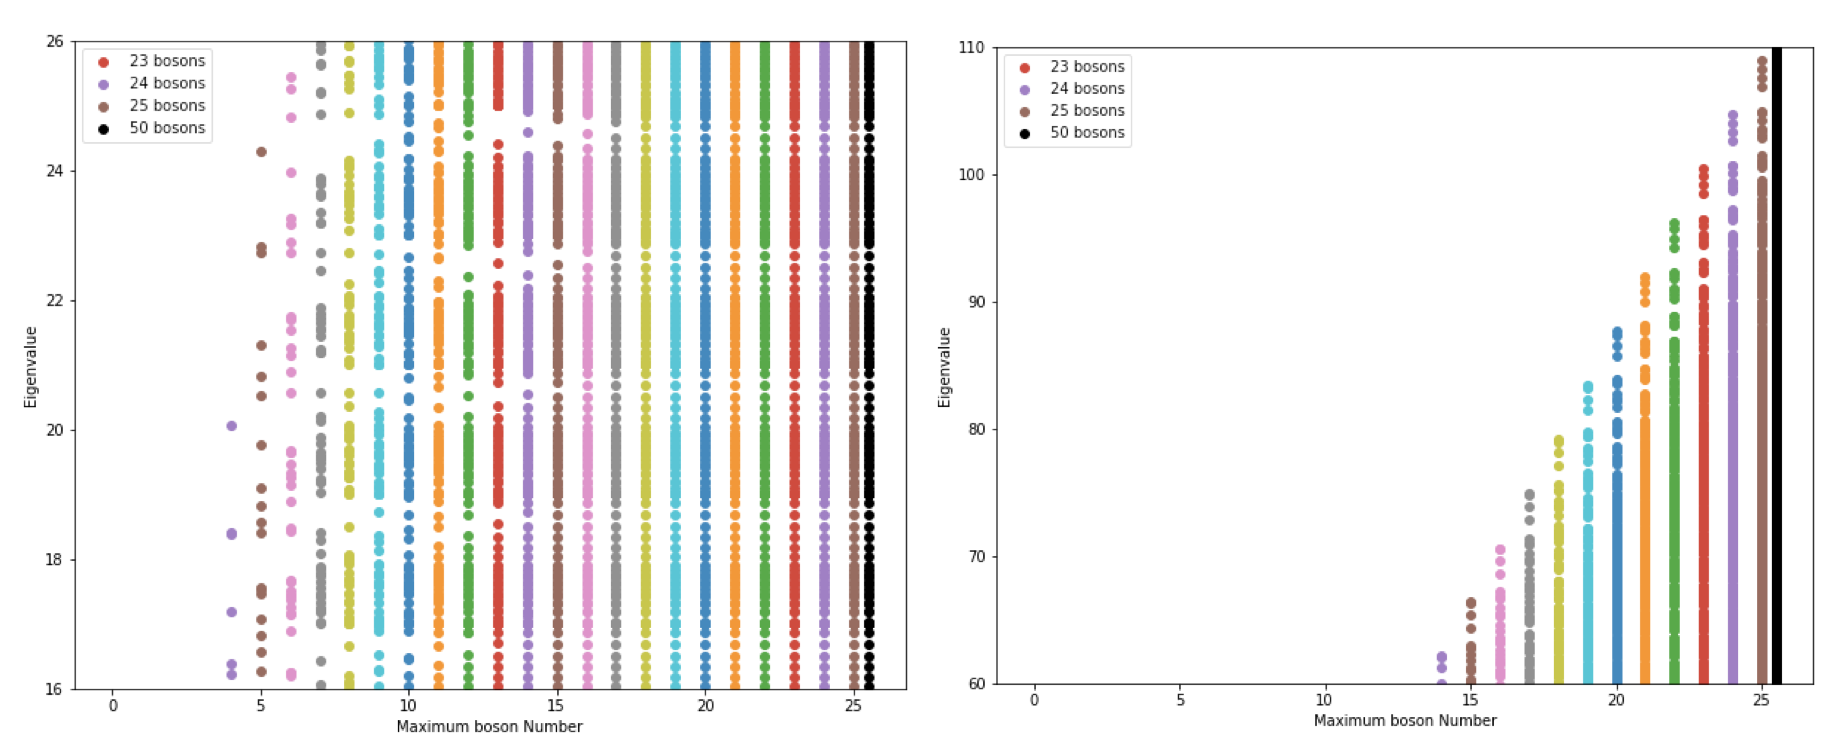 26
24
22
20
18
16
Eigenvalue
23 bosons
24 bosons
25 bosons
50 bosons
0 5 10 15 20 25
Maximum boson Number
110
100
90
80
70
60
Eigenvalue
23 bosons
24 bosons
25 bosons
50 bosons
0 5 10 15 20 25
Maximum boson Number